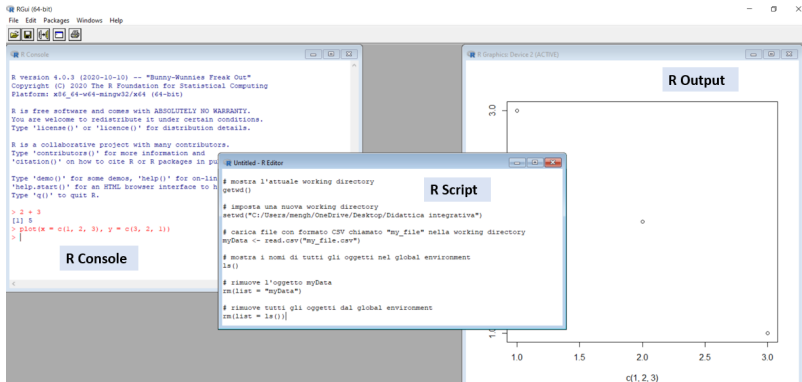 RGui (64-bit)
File Edit Packages Windows Help
R Console
R version 4.0.3 (2020-10-10) -- "Bunny-Wunnies Freak Out"
Copyright (C) 2020 The R Foundation for Statistical Computing
Platform: x86_64-w64-mingw32/x64 (64-bit)
R is free software and comes with ABSOLUTELY NO WARRANTY.
You are welcome to redistribute it under certain conditions.
Type 'license()' or 'licence()' for distribution details.
R is a collaborative project with many contributors.
Type 'contributors()' for more information and
'citation()' on how to cite R or R packages in
Type 'demo()' for some demos, 'help()' for
'help.start()' for an HTML browser interface to
Type 'q()' to quit R.
> 2 + 3
[1] 5
> plot(x = c(1, 2, 3), y = c(3, 2, 1))
>
R Console
Untitled - R Editor
R Script
# mostra l'attuale working directory
getwd()
# imposta una nuova working directory
setwd("C:/Users/mengh/OneDrive/Desktop/Didattica integrativa")
# carica file con formato CSV chiamato "my_file" nella working directory
myData <- read.csv("my_file.csv")
# mostra i nomi di tutti gli oggetti nel global environment
ls()
# rimuove l'oggetto myData
rm(list = "myData")
# rimuove tutti gli oggetti dal global environment
rm(list = ls())
R Graphics: Device 2 (ACTIVE)
R Output
3.0
1.0 1.5 2.0 2.5 3.0
c(1, 2, 3)